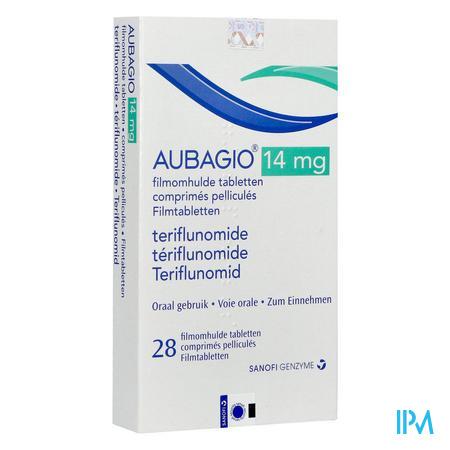 AUBAGIO® 14 mg
filmomhulde tabletten
comprimés pelliculés
Filmtabletten
teriflunomide
tériflunomide
Teriflunomid
Oraal gebruik • Voie orale • Zum Einnehmen
28 filmomhulde tabletten
comprimés pelliculés
Filmtabletten
SANOFI GENZYME
AUBAGIO 14 mg
filmomhulde tabletten • comprimés pelliculés • Filmtabletten
teriflunomide • tériflunomide • Teriflunomid
IPM